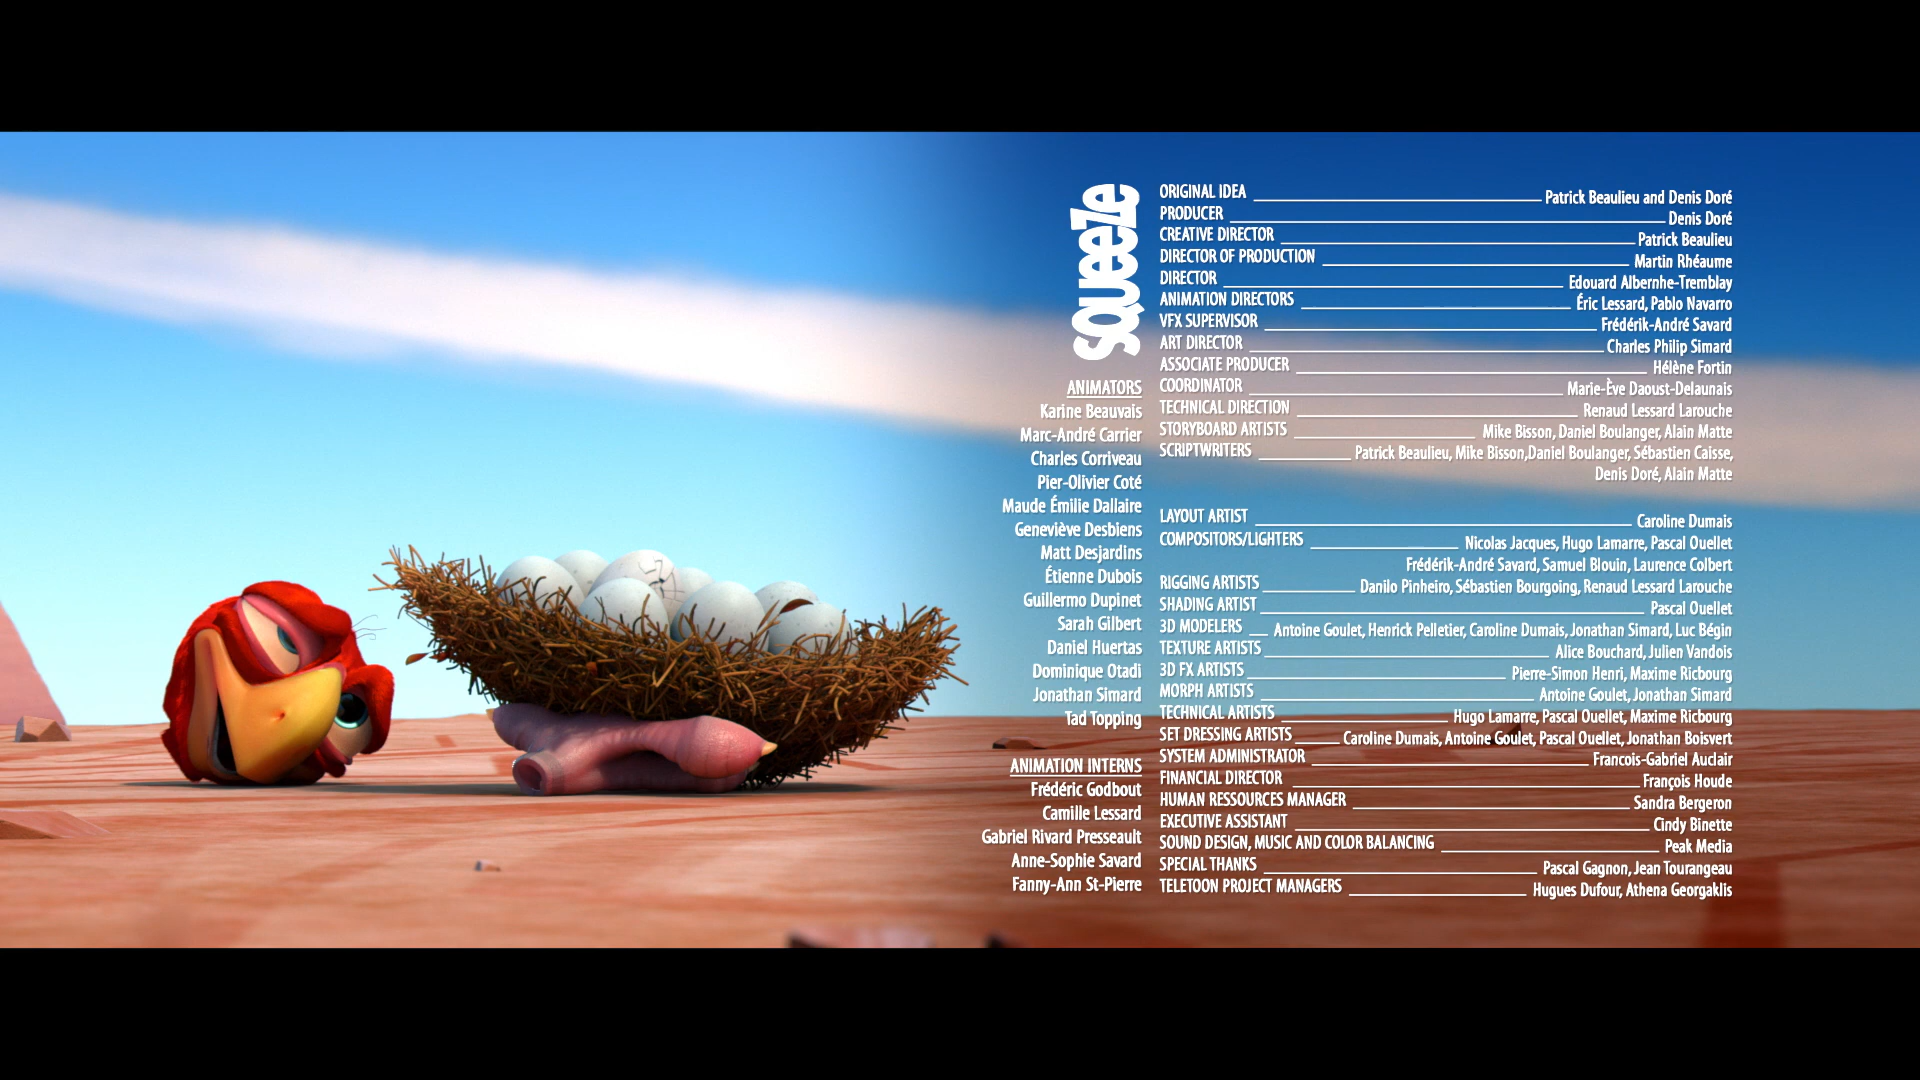 squeeze
ANIMATORS
Karine Beauvais
Marc-André Carrier
Charles Corriveau
Pier-Olivier Coté
Maude Émilie Dallaire
Geneviève Desbiens
Matt Desjardins
Étienne Dubois
Guillermo Dupinet
Sarah Gilbert
Daniel Huertas
Dominique Otadi
Jonathan Simard
Tad Topping
ANIMATION INTERNS
Frédéric Godbout
Camille Lessard
Gabriel Rivard Presseault
Anne-Sophie Savard
Fanny-Ann St-Pierre
ORIGINAL IDEA Patrick Beaulieu and Denis Doré
PRODUCER Denis Doré
CREATIVE DIRECTOR Patrick Beaulieu
DIRECTOR OF PRODUCTION Martin Rhéaume
DIRECTOR Edouard Albernhe-Tremblay
ANIMATION DIRECTORS Éric Lessard, Pablo Navarro
VFX SUPERVISOR Frédérik-André Savard
ART DIRECTOR Charles Philip Simard
ASSOCIATE PRODUCER Hélène Fortin
COORDINATOR Marie-Ève Daoust-Delaunais
TECHNICAL DIRECTION Renaud Lessard Larouche
STORYBOARD ARTISTS Mike Bisson, Daniel Boulanger, Alain Matte
SCRIPTWRITERS Patrick Beaulieu, Mike Bisson,Daniel Boulanger, Sébastien Caisse,
Denis Doré, Alain Matte
LAYOUT ARTIST Caroline Dumais
COMPOSITORS/LIGHTERS Nicolas Jacques, Hugo Lamarre, Pascal Ouellet
Frédérik-André Savard, Samuel Blouin, Laurence Colbert
RIGGING ARTISTS Danilo Pinheiro, Sébastien Bourgoing, Renaud Lessard Larouche
SHADING ARTIST Pascal Ouellet
3D MODELERS Antoine Goulet, Henrick Pelletier, Caroline Dumais, Jonathan Simard, Luc Bégin
TEXTURE ARTISTS Alice Bouchard, Julien Vandois
3D FX ARTISTS Pierre-Simon Henri, Maxime Ricbourg
MORPH ARTISTS Antoine Goulet, Jonathan Simard
TECHNICAL ARTISTS Hugo Lamarre, Pascal Ouellet, Maxime Ricbourg
SET DRESSING ARTISTS Caroline Dumais, Antoine Goulet, Pascal Ouellet, Jonathan Boisvert
SYSTEM ADMINISTRATOR Francois-Gabriel Auclair
FINANCIAL DIRECTOR François Houde
HUMAN RESSOURCES MANAGER Sandra Bergeron
EXECUTIVE ASSISTANT Cindy Binette
SOUND DESIGN, MUSIC AND COLOR BALANCING Peak Media
SPECIAL THANKS Pascal Gagnon, Jean Tourangeau
TELETOON PROJECT MANAGERS Hugues Dufour, Athena Georgaklis